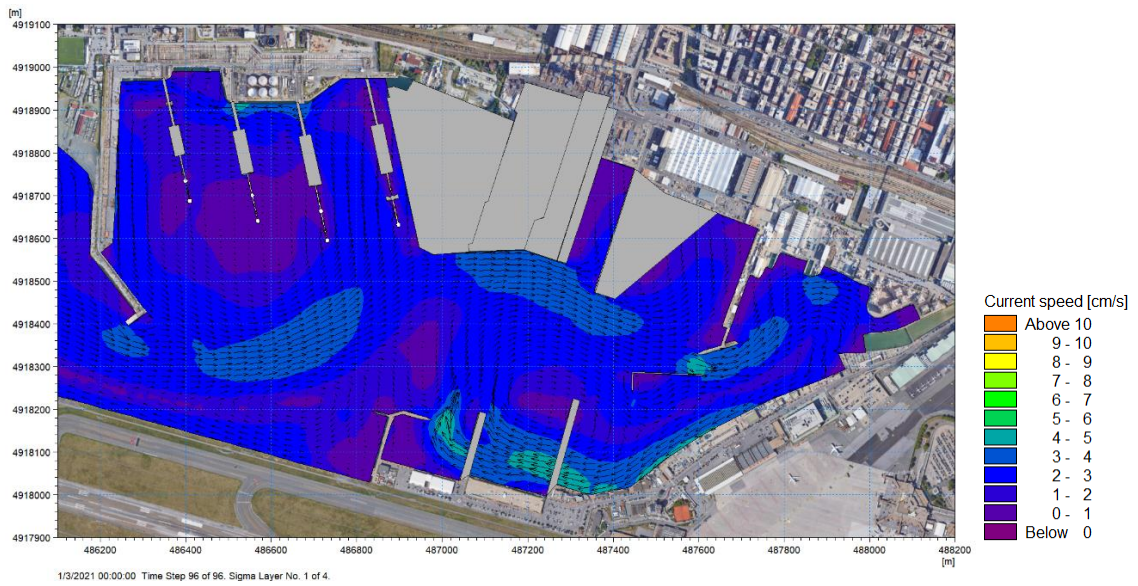 [m]
4919100
4919000
4918900
4918800
4918700
4918600
4918500
4918400
4918300
4918200
4918100
4918000
4917900
486200 486400 486600 486800 487000 487200 487400 487600 487800 488000 488200
[m]
1/3/2021 00:00:00 Time Step 96 of 96. Sigma Layer No. 1 of 4.
Current speed [cm/s]
Above 10
9 - 10
8 - 9
7 - 8
6 - 7
5 - 6
4 - 5
3 - 4
2 - 3
1 - 2
0 - 1
Below 0